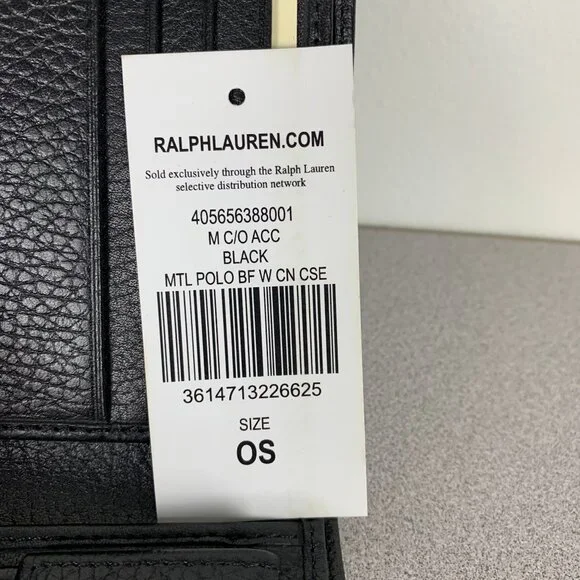 RALPHLAUREN.COM
Sold exclusively through the Ralph Lauren
selective distribution network
405656388001
M C/O ACC
BLACK
MTL POLO BF W CN CSE
3614713226625
SIZE
OS